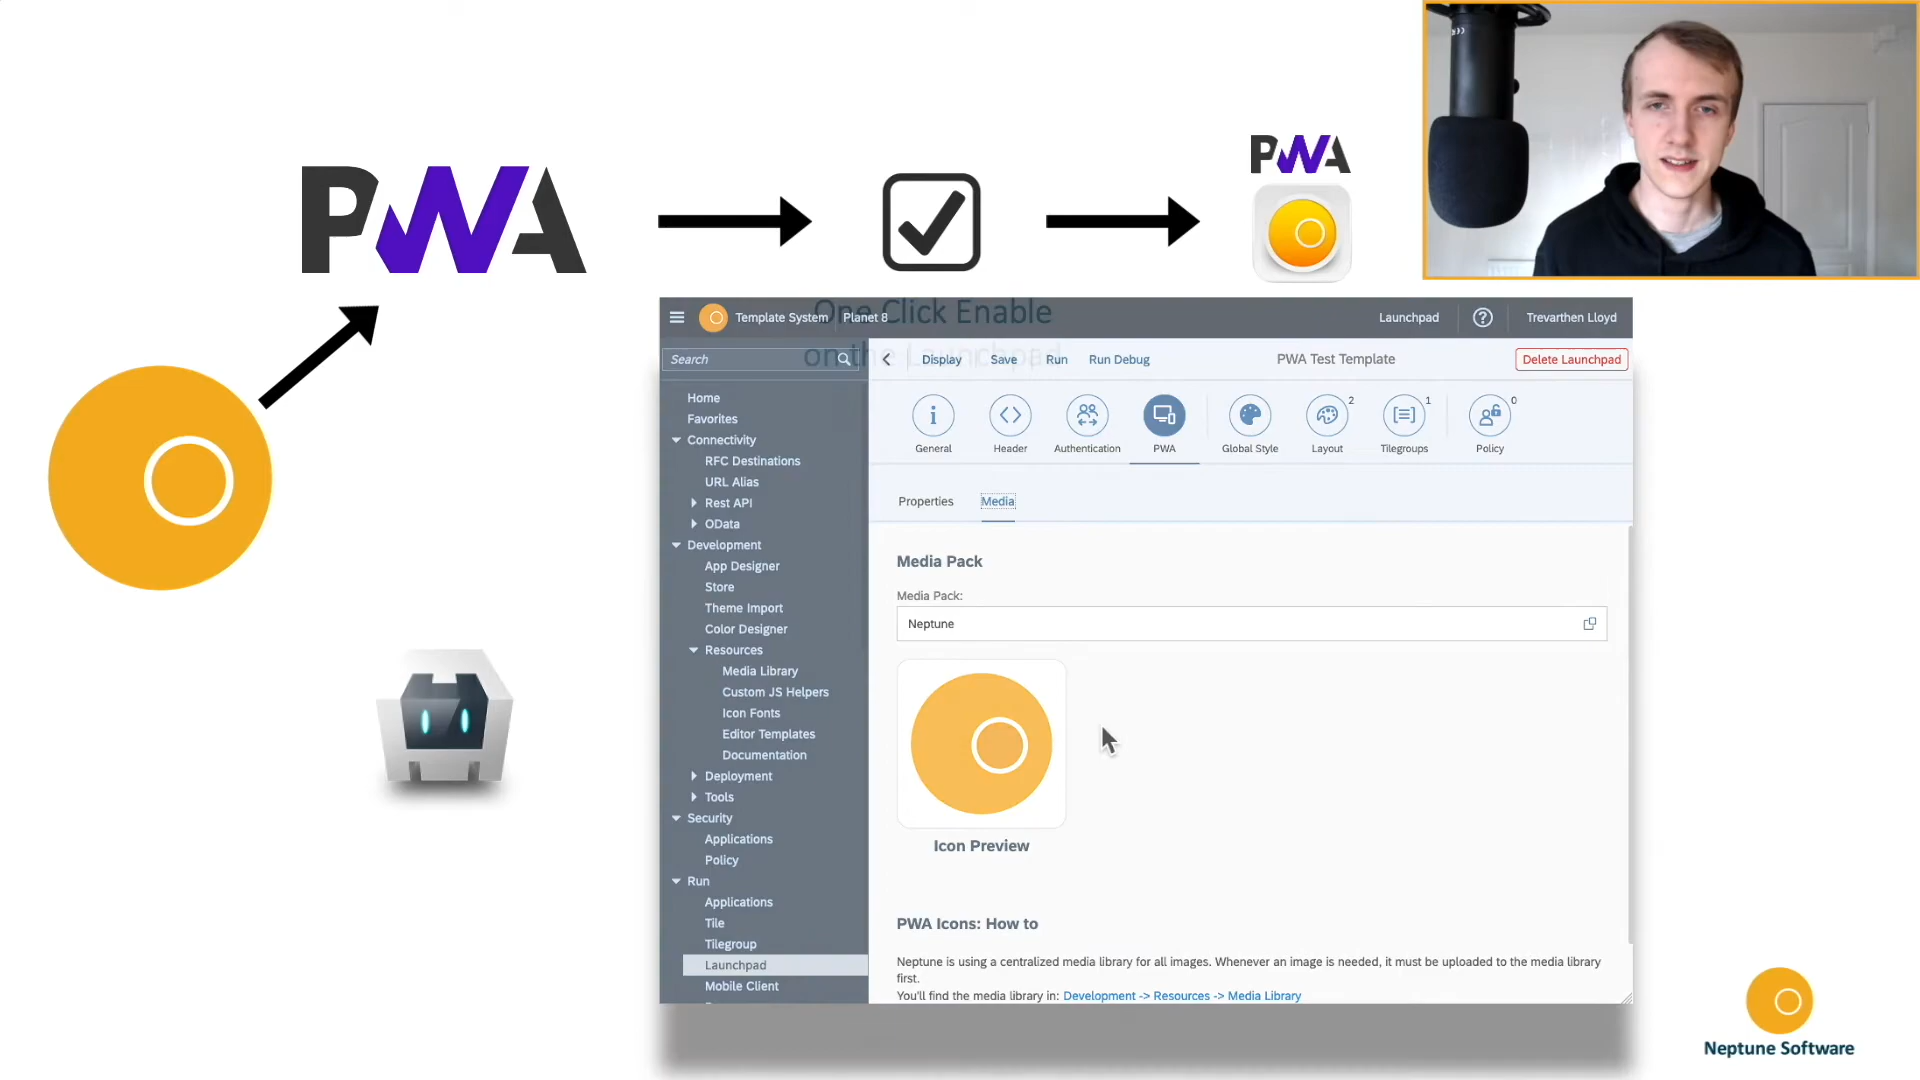 PWA
PWA
One Click Enable
on the Launchpad
Template System
Planet 8
Launchpad
Trevarthen Lloyd
Search
Display
Save
Run
Run Debug
PWA Test Template
Delete Launchpad
General
Header
Authentication
PWA
Global Style
Layout
2
Tilegroups
1
Policy
0
Home
Favorites
Connectivity
RFC Destinations
URL Alias
Rest API
OData
Development
App Designer
Store
Theme Import
Color Designer
Resources
Media Library
Custom JS Helpers
Icon Fonts
Editor Templates
Documentation
Deployment
Tools
Security
Applications
Policy
Run
Applications
Tile
Tilegroup
Launchpad
Mobile Client
Properties
Media
Media Pack
Media Pack:
Neptune
Icon Preview
PWA Icons: How to
Neptune is using a centralized media library for all images. Whenever an image is needed, it must be uploaded to the media library
first.
You'll find the media library in: Development -> Resources -> Media Library
Neptune Software